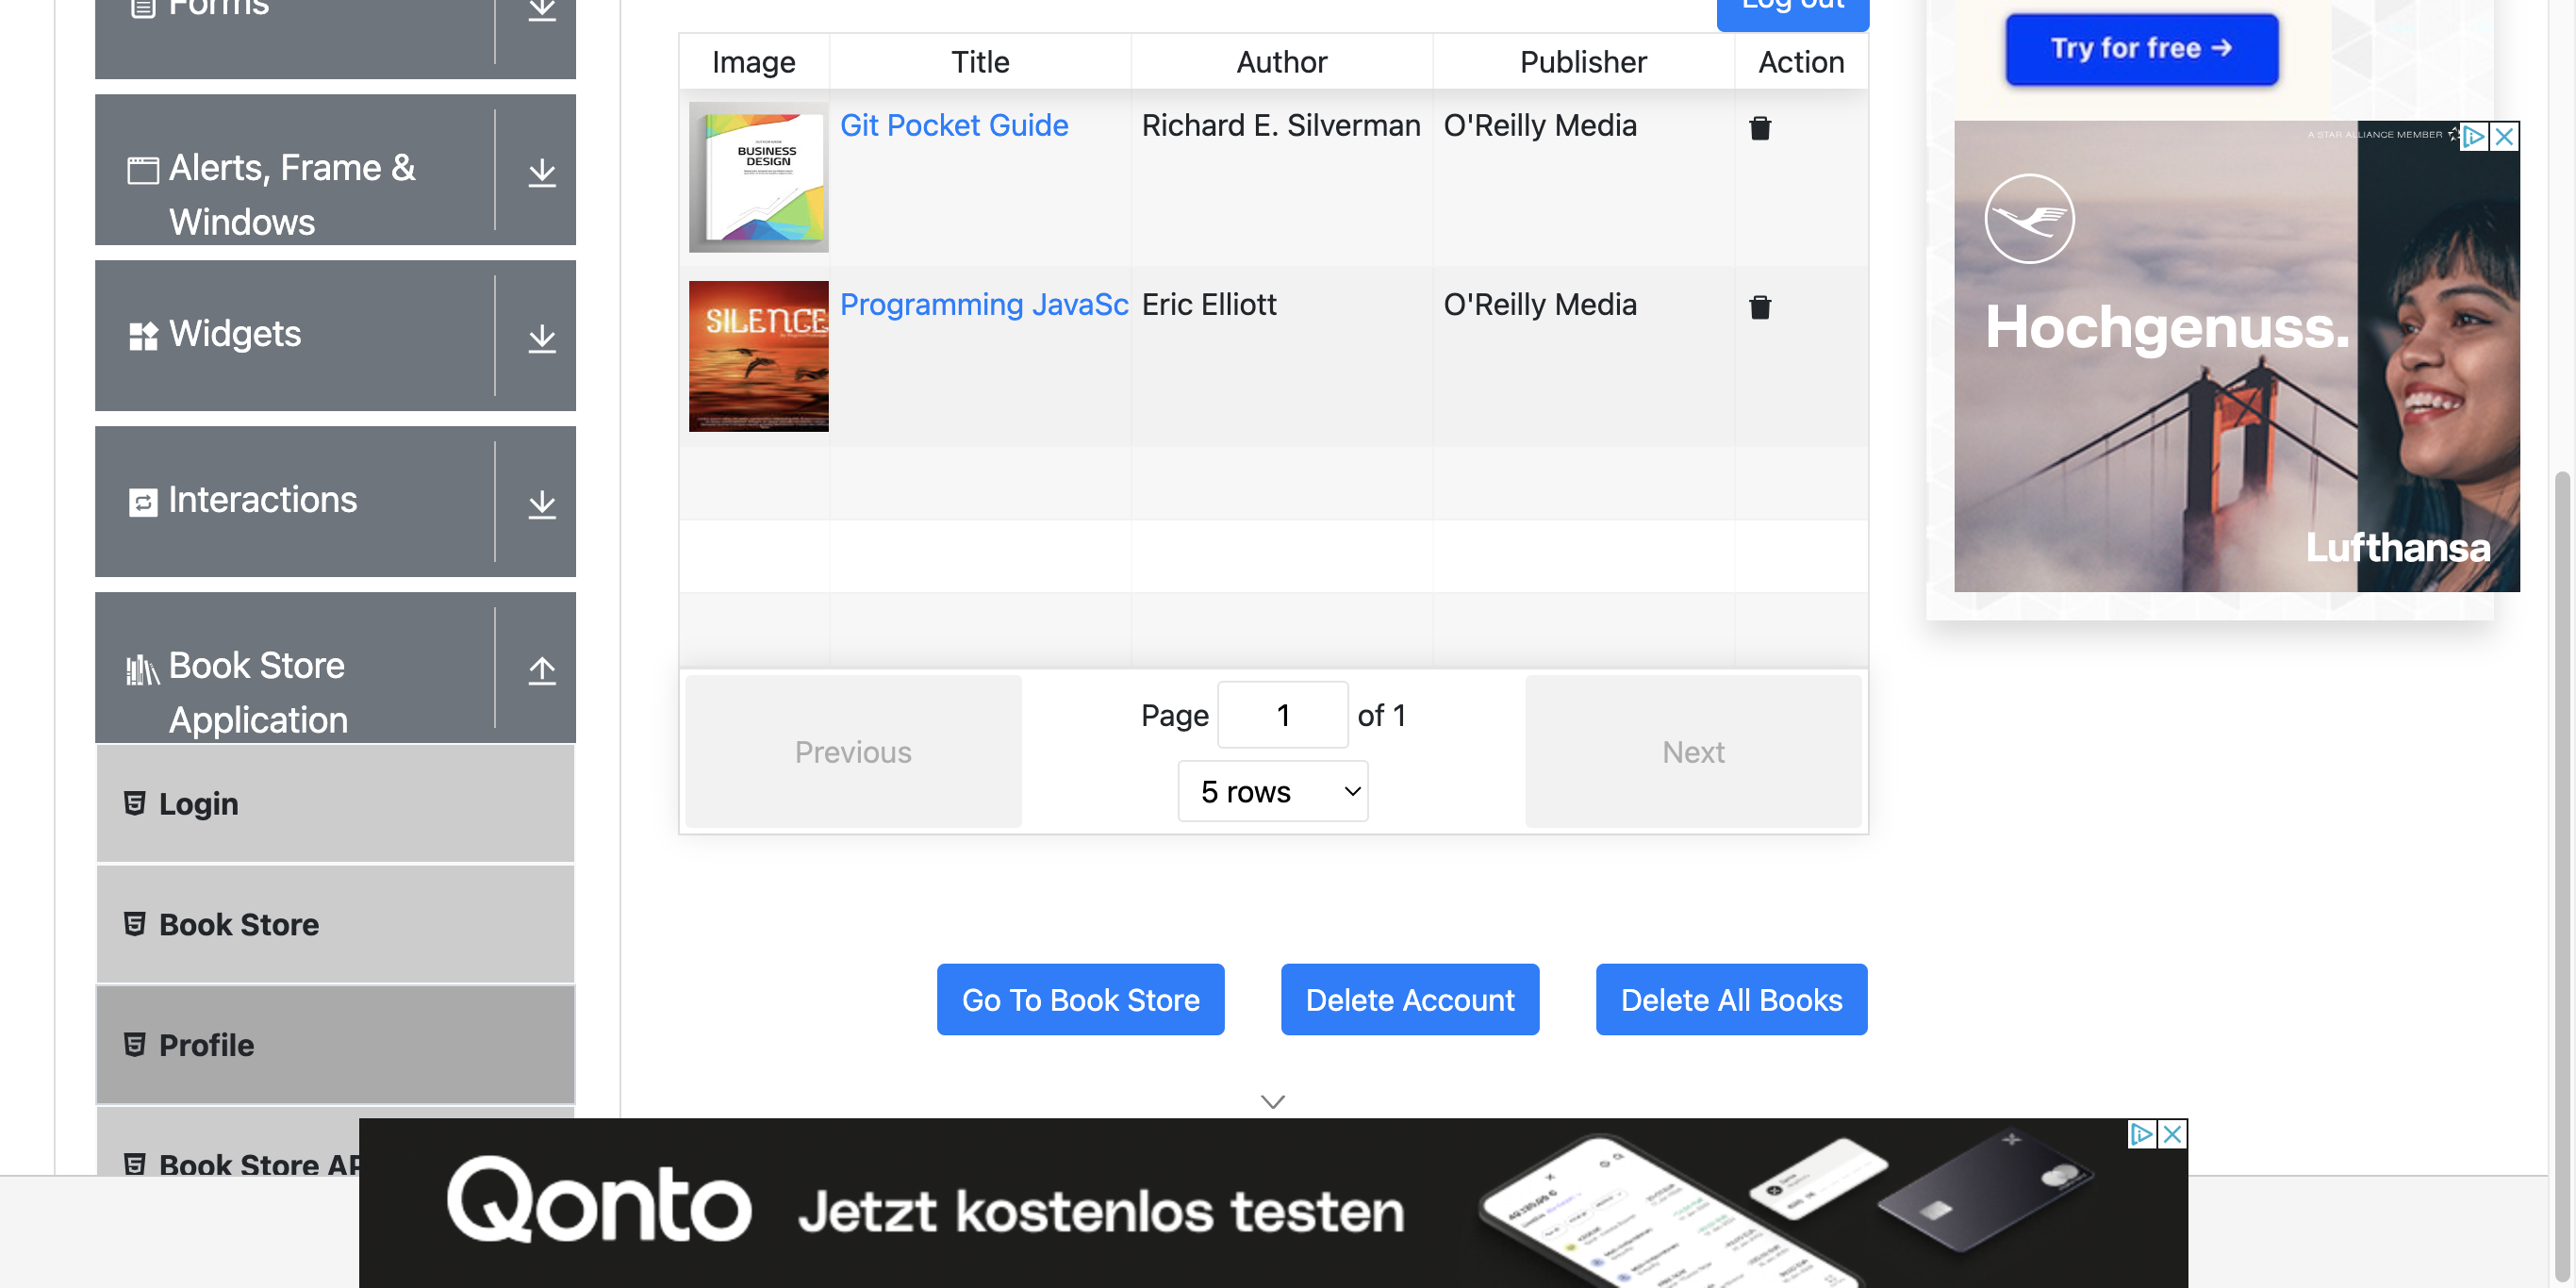 Forms
Alerts, Frame &
Windows
Widgets
Interactions
Book Store
Application
Login
Book Store
Profile
Book Store AP
Log out
Image Title Author Publisher Action
BUSINESS
DESIGN
Git Pocket Guide Richard E. Silverman O'Reilly Media
SILENCE
Programming JavaSc Eric Elliott O'Reilly Media
Previous
Page 1 of 1
5 rows
Next
Go To Book Store Delete Account Delete All Books
Try for free →
A STAR ALLIANCE MEMBER
Hochgenuss.
Lufthansa
Qonto Jetzt kostenlos testen